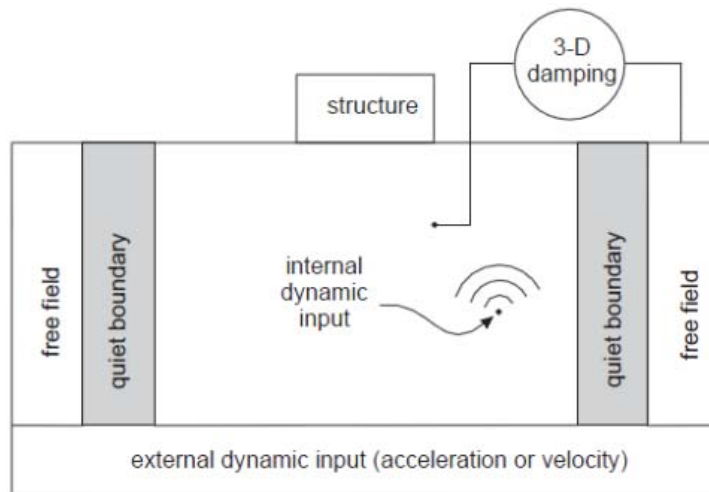 3-D
damping
structure
free field
quiet boundary
internal
dynamic
input
quiet boundary
free field
external dynamic input (acceleration or velocity)